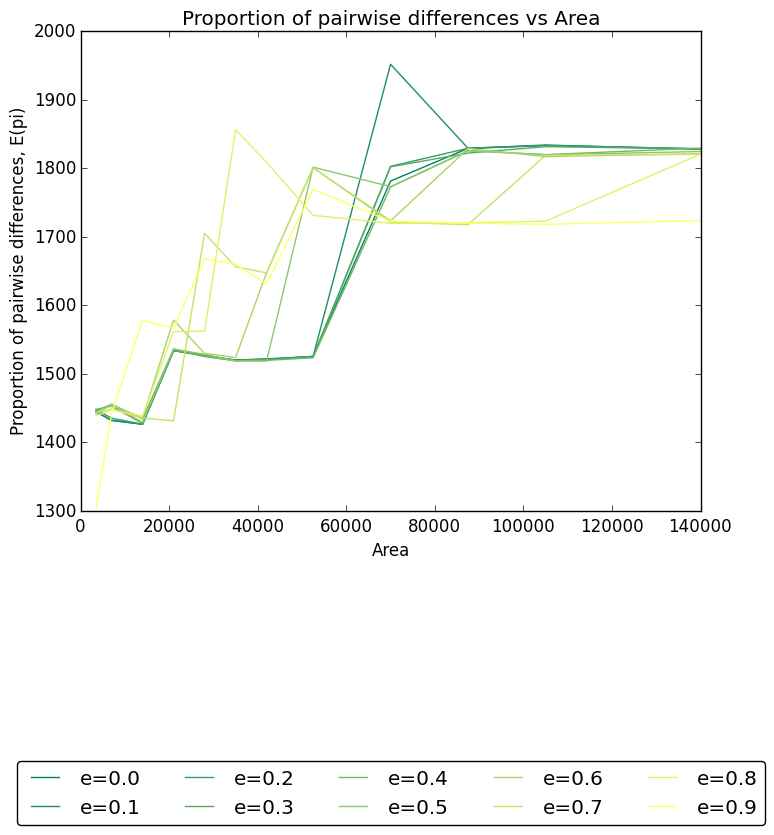 Proportion of pairwise differences vs Area
Proportion of pairwise differences, E(pi)
2000
1900
1800
1700
1600
1500
1400
1300
0 20000 40000 60000 80000 100000 120000 140000
Area
e=0.0 e=0.2 e=0.4 e=0.6 e=0.8
e=0.1 e=0.3 e=0.5 e=0.7 e=0.9